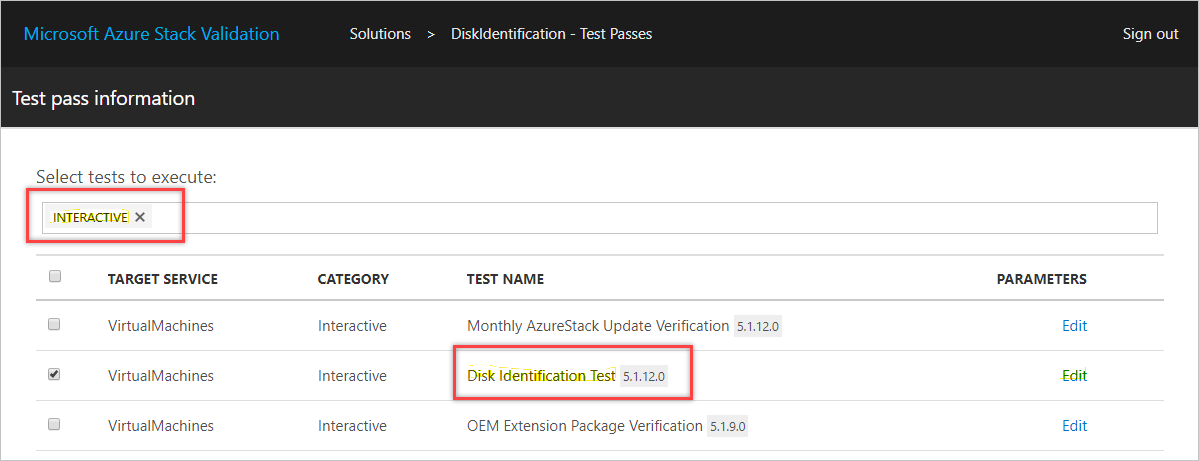 Microsoft Azure Stack Validation Solutions > DiskIdentification - Test Passes Sign out
Test pass information
Select tests to execute:
INTERACTIVE ✕
TARGET SERVICE CATEGORY TEST NAME PARAMETERS
VirtualMachines Interactive Monthly AzureStack Update Verification 5.1.12.0 Edit
VirtualMachines Interactive Disk Identification Test 5.1.12.0 Edit
VirtualMachines Interactive OEM Extension Package Verification 5.1.9.0 Edit